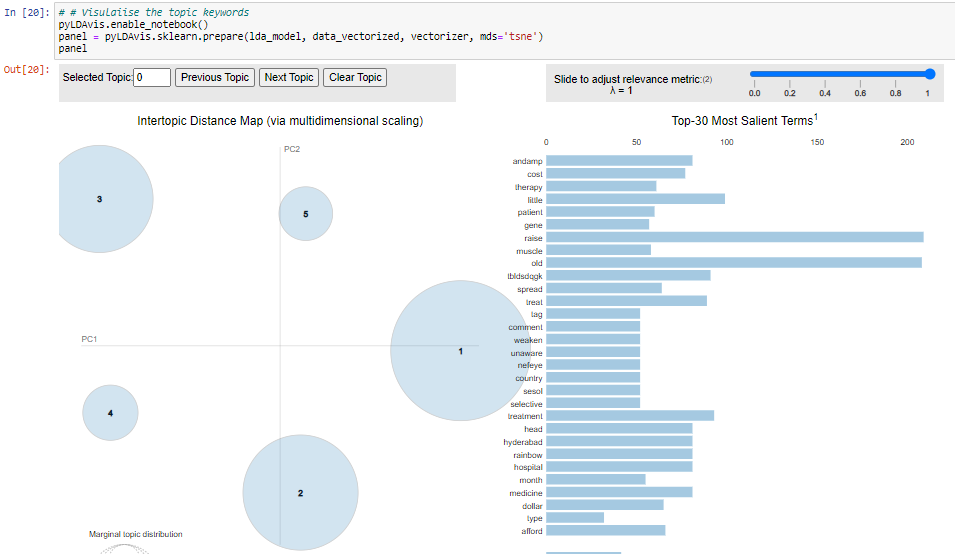 In [20]: # # Visulaiise the topic keywords
pyLDAvis.enable_notebook()
panel = pyLDAvis.sklearn.prepare(lda_model, data_vectorized, vectorizer, mds='tsne')
panel
Out[20]:
Selected Topic: 0 Previous Topic Next Topic Clear Topic
Slide to adjust relevance metric:(2)
λ = 1
0.0 0.2 0.4 0.6 0.8 1
Intertopic Distance Map (via multidimensional scaling)
PC2
3
5
PC1
1
4
2
Marginal topic distribution
Top-30 Most Salient Terms1
0 50 100 150 200
andamp
cost
therapy
little
patient
gene
raise
muscle
old
tbldsdqgk
spread
treat
tag
comment
weaken
unaware
nefeye
country
sesol
selective
treatment
head
hyderabad
rainbow
hospital
month
medicine
dollar
type
afford